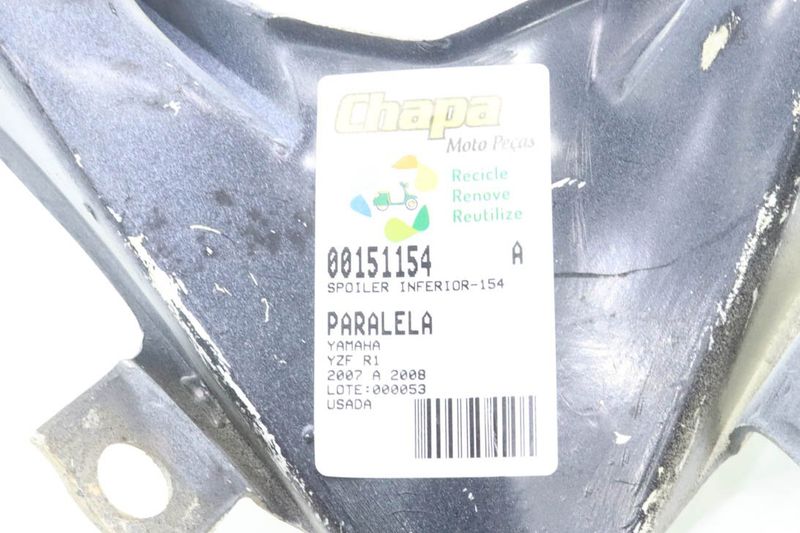 Chapa
Moto Peças
Recicle
Renove
Reutilize
00151154 A
SPOILER INFERIOR-154
PARALELA
YAMAHA
YZF R1
2007 A 2008
LOTE:000053
USADA